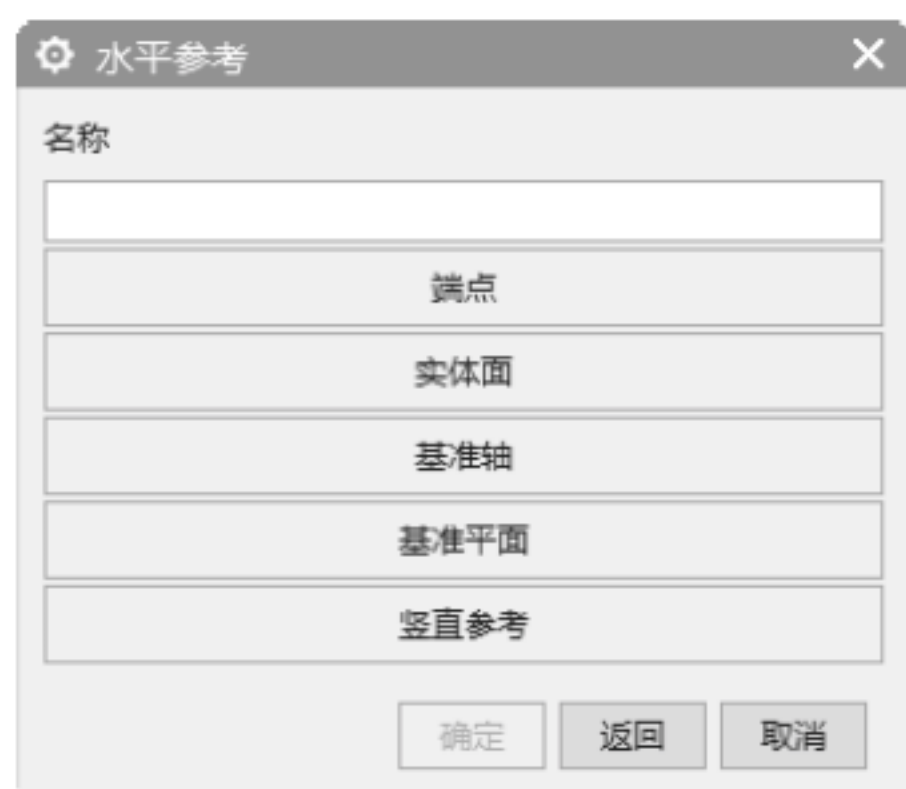 水平参考
名称
端点
实体面
基准轴
基准平面
竖直参考
确定 返回 取消